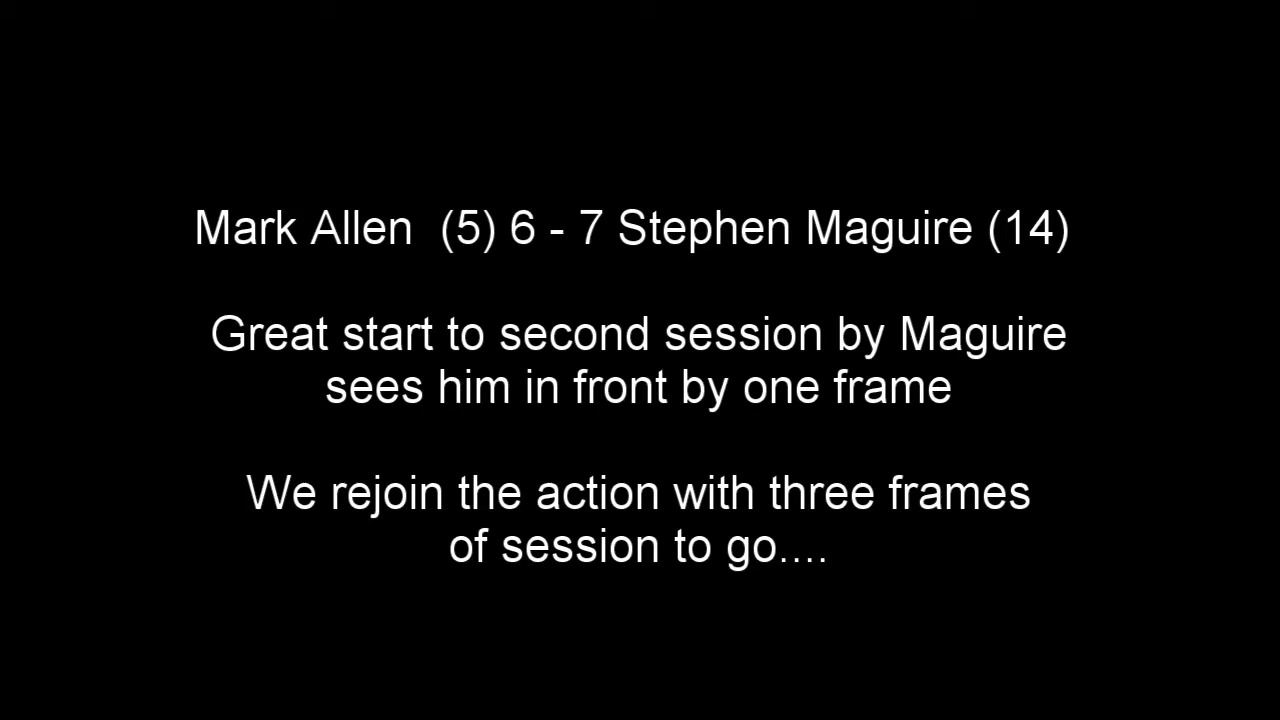 Mark Allen  (5) 6 - 7 Stephen Maguire (14)
Great start to second session by Maguire
sees him in front by one frame
We rejoin the action with three frames
of session to go....